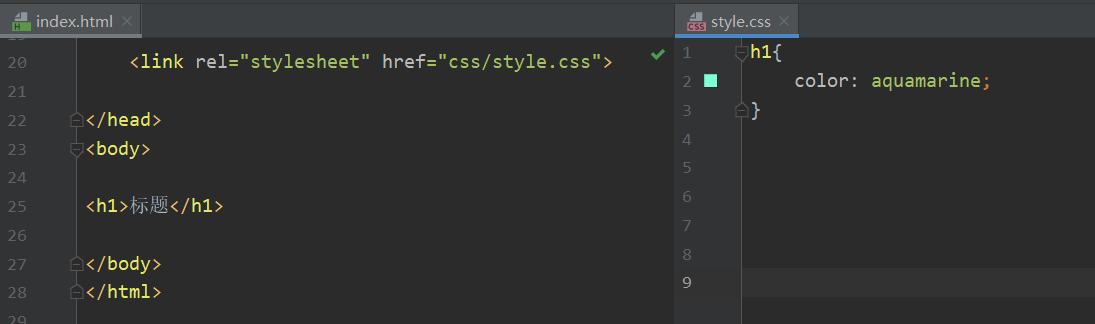 index.html
20 <link rel="stylesheet" href="css/style.css">
21
22 </head>
23 <body>
24
25 <h1>标题</h1>
26
27 </body>
28 </html>
29
style.css
1 h1{
2 color: aquamarine;
3 }
4
5
6
7
8
9